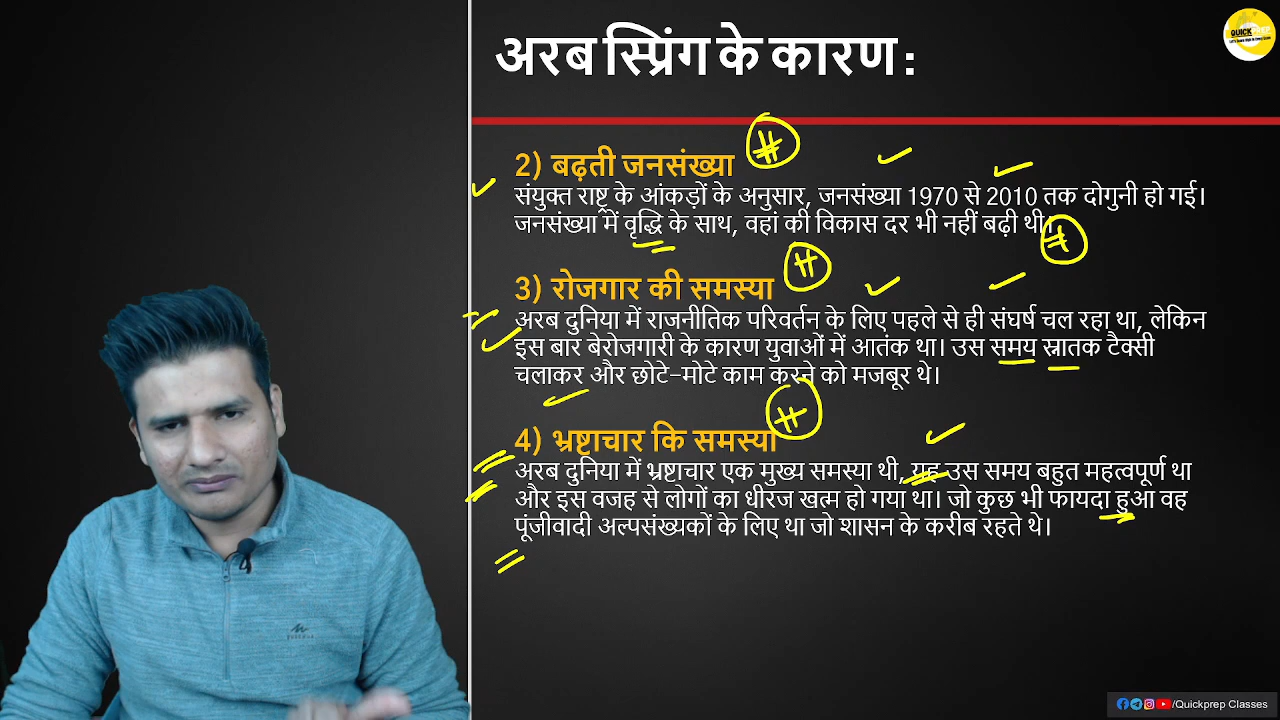 अरब स्प्रिंग के कारण:
QUICKPREP
2) बढ़ती जनसंख्या
संयुक्त राष्ट्र के आंकड़ों के अनुसार, जनसंख्या 1970 से 2010 तक दोगुनी हो गई।
जनसंख्या में वृद्धि के साथ, वहां की विकास दर भी नहीं बढ़ी थी।
3) रोजगार की समस्या
अरब दुनिया में राजनीतिक परिवर्तन के लिए पहले से ही संघर्ष चल रहा था, लेकिन
इस बार बेरोजगारी के कारण युवाओं में आतंक था। उस समय स्नातक टैक्सी
चलाकर और छोटे-मोटे काम करने को मजबूर थे।
4) भ्रष्टाचार कि समस्या
अरब दुनिया में भ्रष्टाचार एक मुख्य समस्या थी, यह उस समय बहुत महत्वपूर्ण था
और इस वजह से लोगों का धीरज खत्म हो गया था। जो कुछ भी फायदा हुआ वह
पूंजीवादी अल्पसंख्यकों के लिए था जो शासन के करीब रहते थे।
/Quickprep Classes